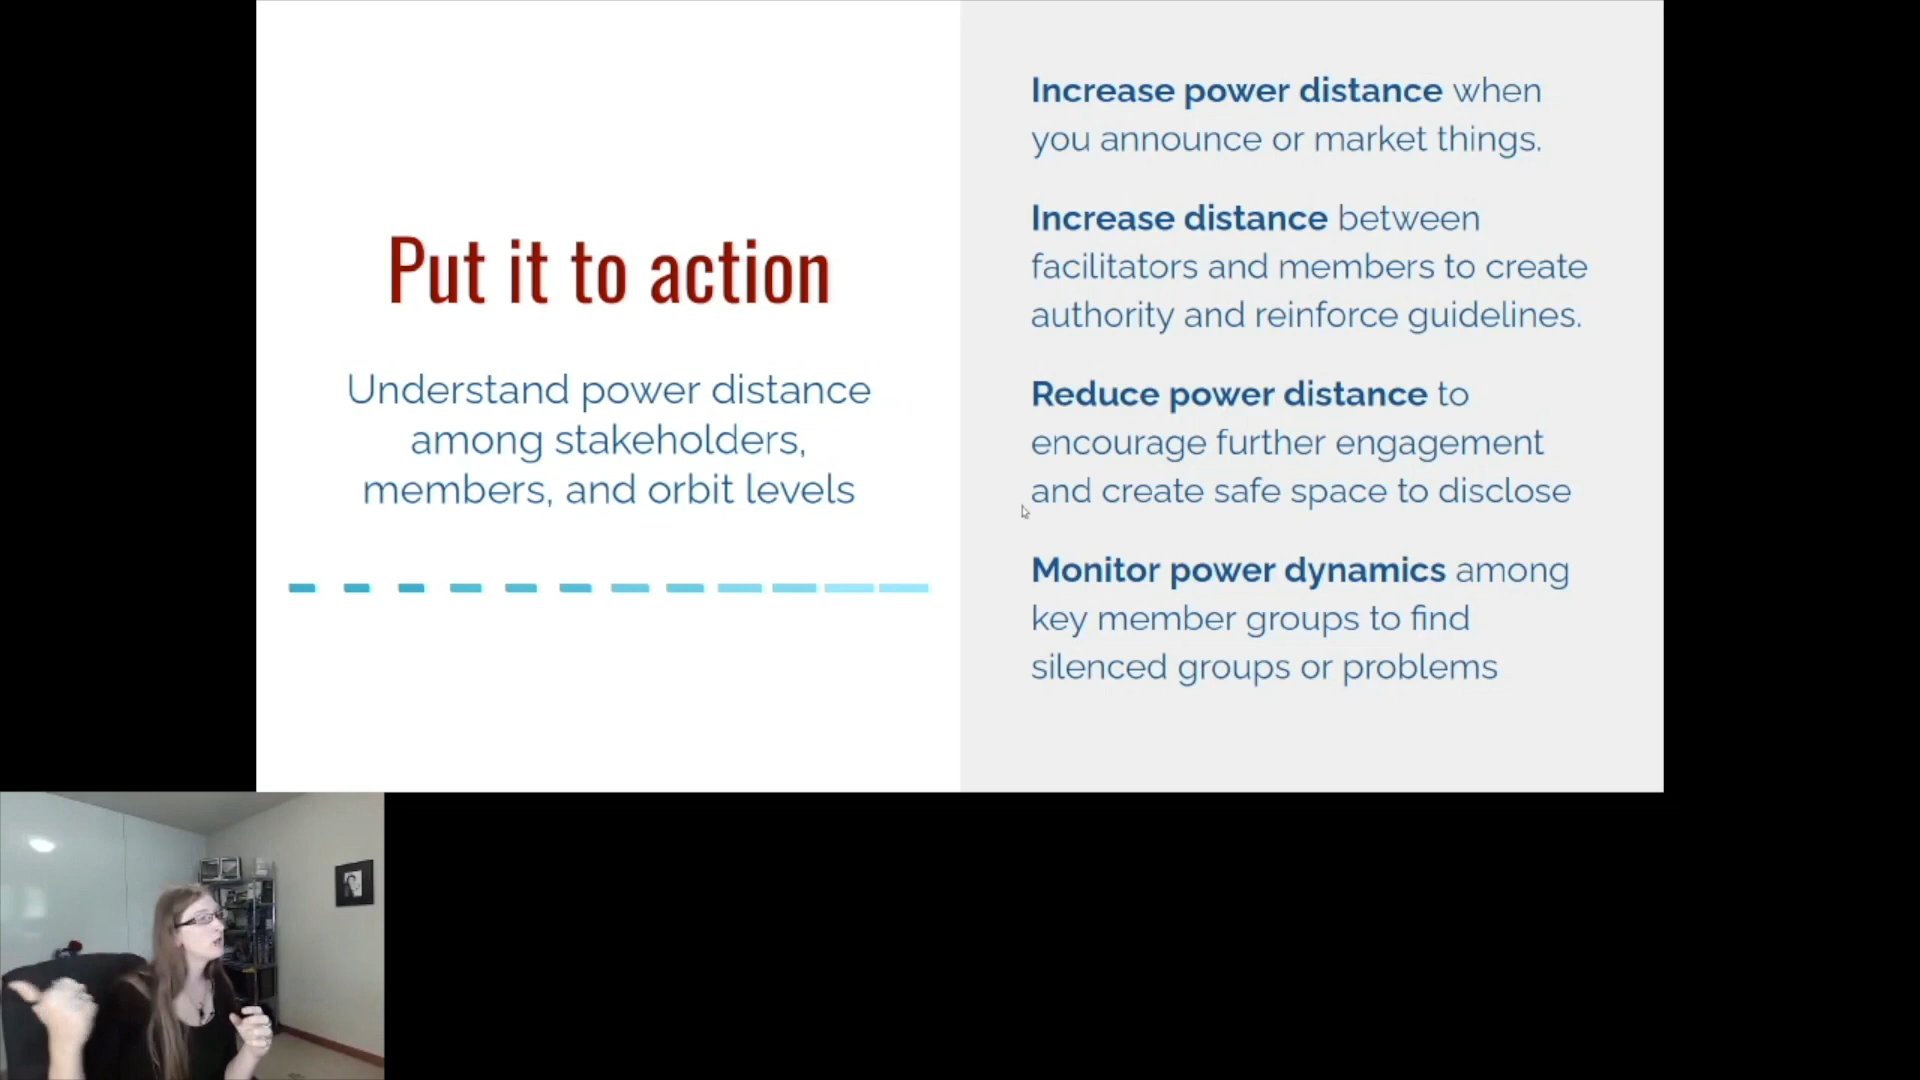 Put it to action
Understand power distance
among stakeholders,
members, and orbit levels
Increase power distance when
you announce or market things.
Increase distance between
facilitators and members to create
authority and reinforce guidelines.
Reduce power distance to
encourage further engagement
and create safe space to disclose
Monitor power dynamics among
key member groups to find
silenced groups or problems